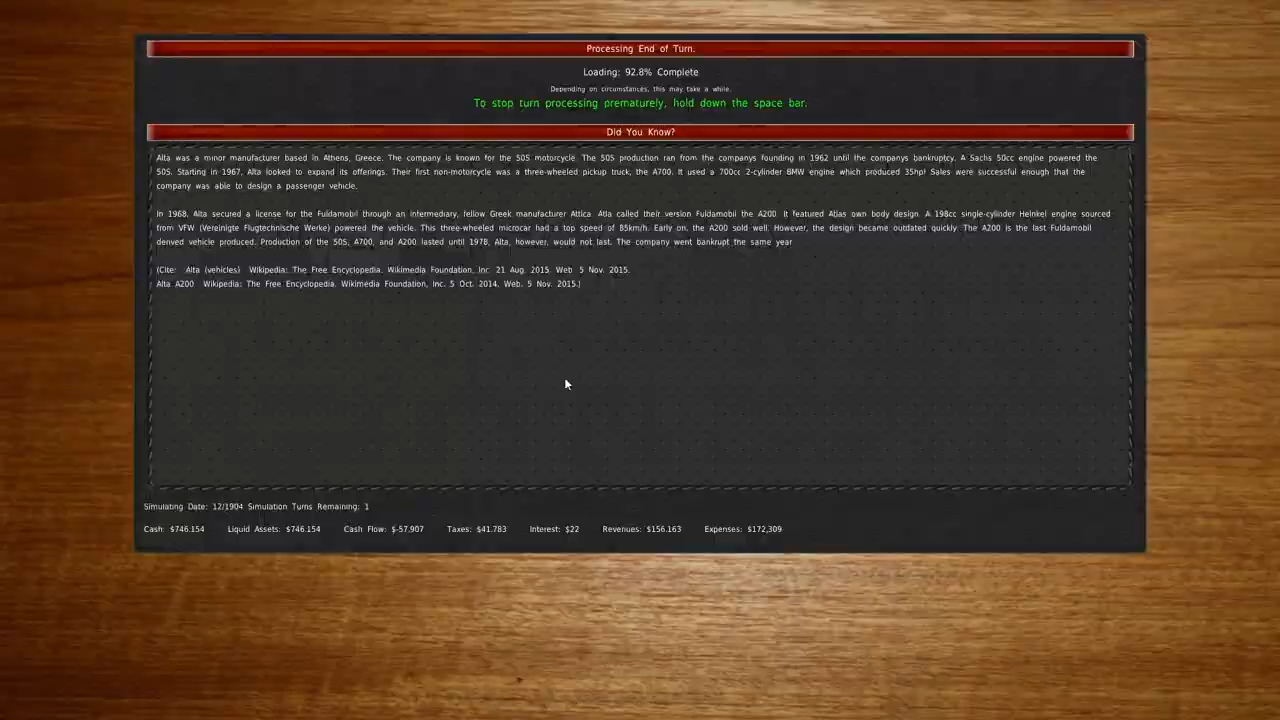 Processing End of Turn.
Loading: 92.8% Complete
Depending on circumstances, this may take a while.
To stop turn processing prematurely, hold down the space bar.
Did You Know?
Alta was a minor manufacturer based in Athens, Greece. The company is known for the 50S motorcycle. The 50S production ran from the companys founding in 1962 until the companys bankruptcy. A Sachs 50cc engine powered the
50S. Starting in 1967, Alta looked to expand its offerings. Their first non-motorcycle was a three-wheeled pickup truck, the A700. It used a 700cc 2-cylinder BMW engine which produced 35hp! Sales were successful enough that the
company was able to design a passenger vehicle.
In 1968, Alta secured a license for the Fuldamobil through an intermediary, fellow Greek manufacturer Attica. Atla called their version Fuldamobil the A200. It featured Atlas own body design. A 198cc single-cylinder Heinkel engine sourced
from VFW (Vereinigte Flugtechnische Werke) powered the vehicle. This three-wheeled microcar had a top speed of 85km/h. Early on, the A200 sold well. However, the design became outdated quickly. The A200 is the last Fuldamobil
derived vehicle produced. Production of the 50S, A700, and A200 lasted until 1978, Alta, however, would not last. The company went bankrupt the same year
(Cite: Alta (vehicles) Wikipedia: The Free Encyclopedia. Wikimedia Foundation, Inc. 21 Aug. 2015. Web. 5 Nov. 2015.
Alta A200 Wikipedia: The Free Encyclopedia. Wikimedia Foundation, Inc. 5 Oct. 2014. Web. 5 Nov. 2015.)
Simulating Date: 12/1904 Simulation Turns Remaining: 1
Cash: $746.154 Liquid Assets: $746.154 Cash Flow: $-57,907 Taxes: $41.783 Interest: $22 Revenues: $156.163 Expenses: $172,309